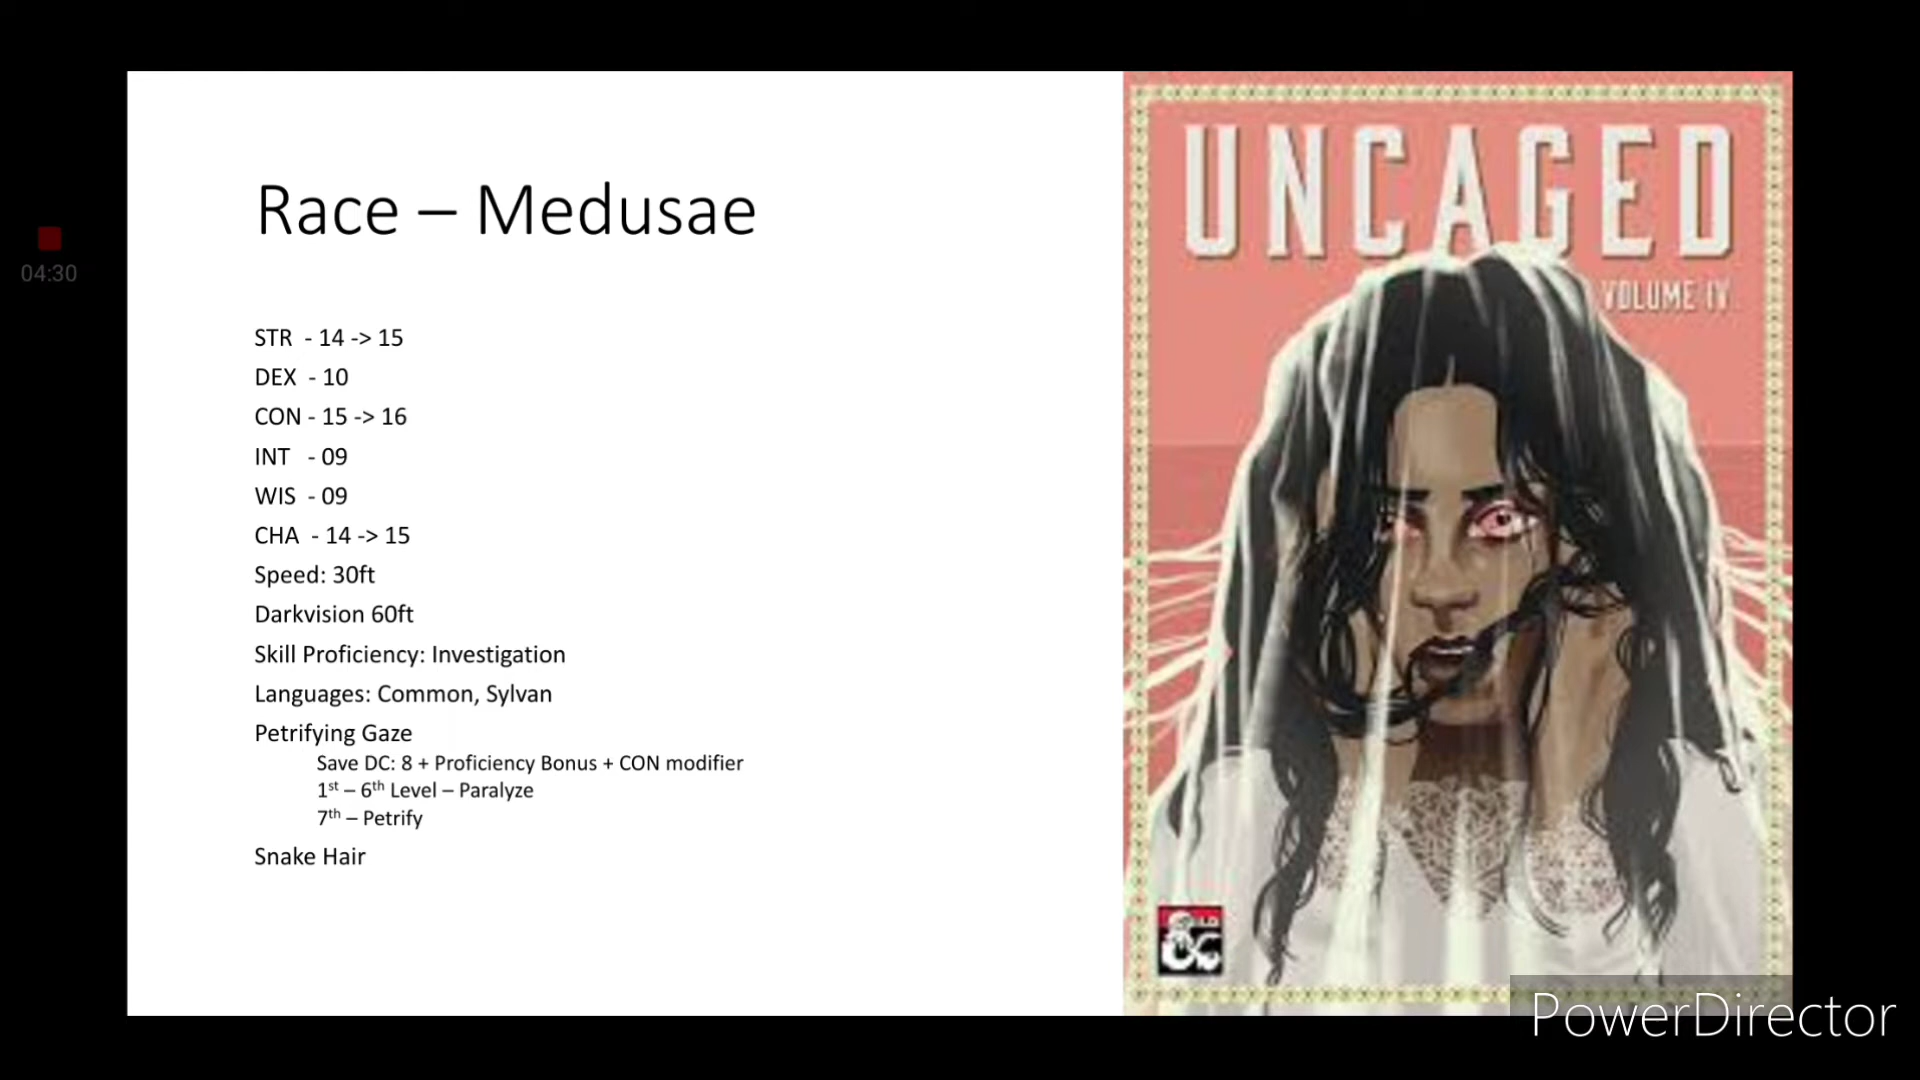 04:30
Race – Medusae
STR - 14 -> 15
DEX - 10
CON - 15 -> 16
INT - 09
WIS - 09
CHA - 14 -> 15
Speed: 30ft
Darkvision 60ft
Skill Proficiency: Investigation
Languages: Common, Sylvan
Petrifying Gaze
Save DC: 8 + Proficiency Bonus + CON modifier
1st – 6th Level – Paralyze
7th – Petrify
Snake Hair
UNCAGED
VOLUME IV
PowerDirector